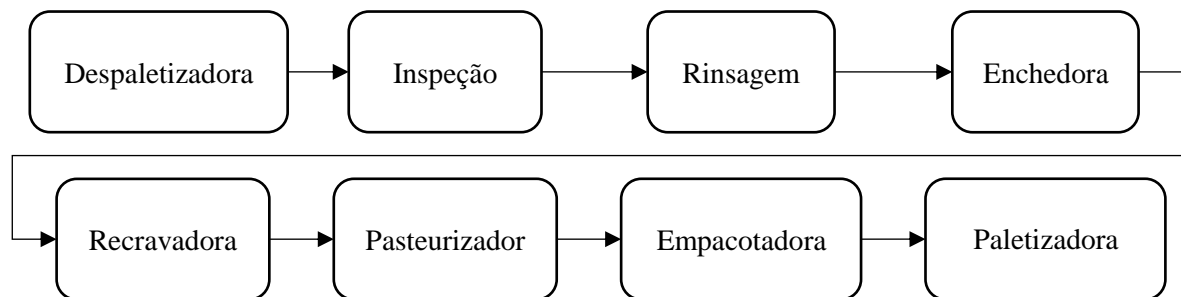 Despaletizadora
Inspeção
Rinsagem
Enchedora
Recravadora
Pasteurizador
Empacotadora
Paletizadora